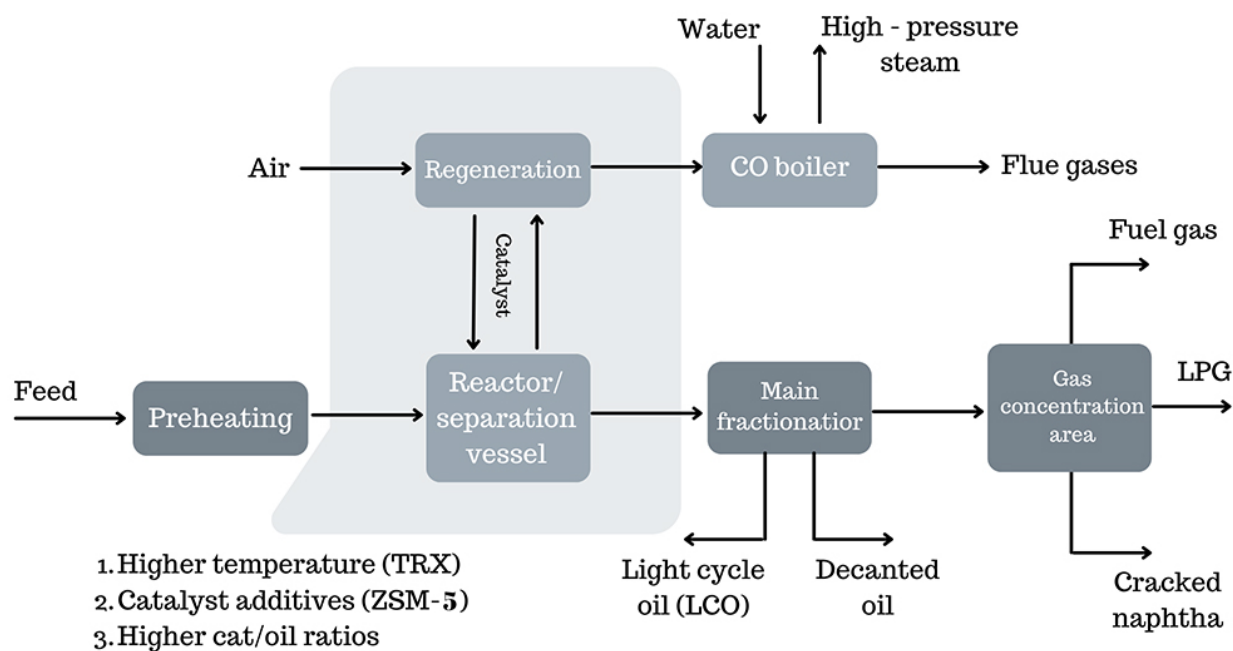 Water
High - pressure
steam
Air
Regeneration
CO boiler
Flue gases
Catalyst
Fuel gas
Feed
Preheating
Reactor/
separation
vessel
Main
fractionatior
Gas
concentration
area
LPG
1. Higher temperature (TRX)
2. Catalyst additives (ZSM-5)
3. Higher cat/oil ratios
Light cycle
oil (LCO)
Decanted
oil
Cracked
naphtha